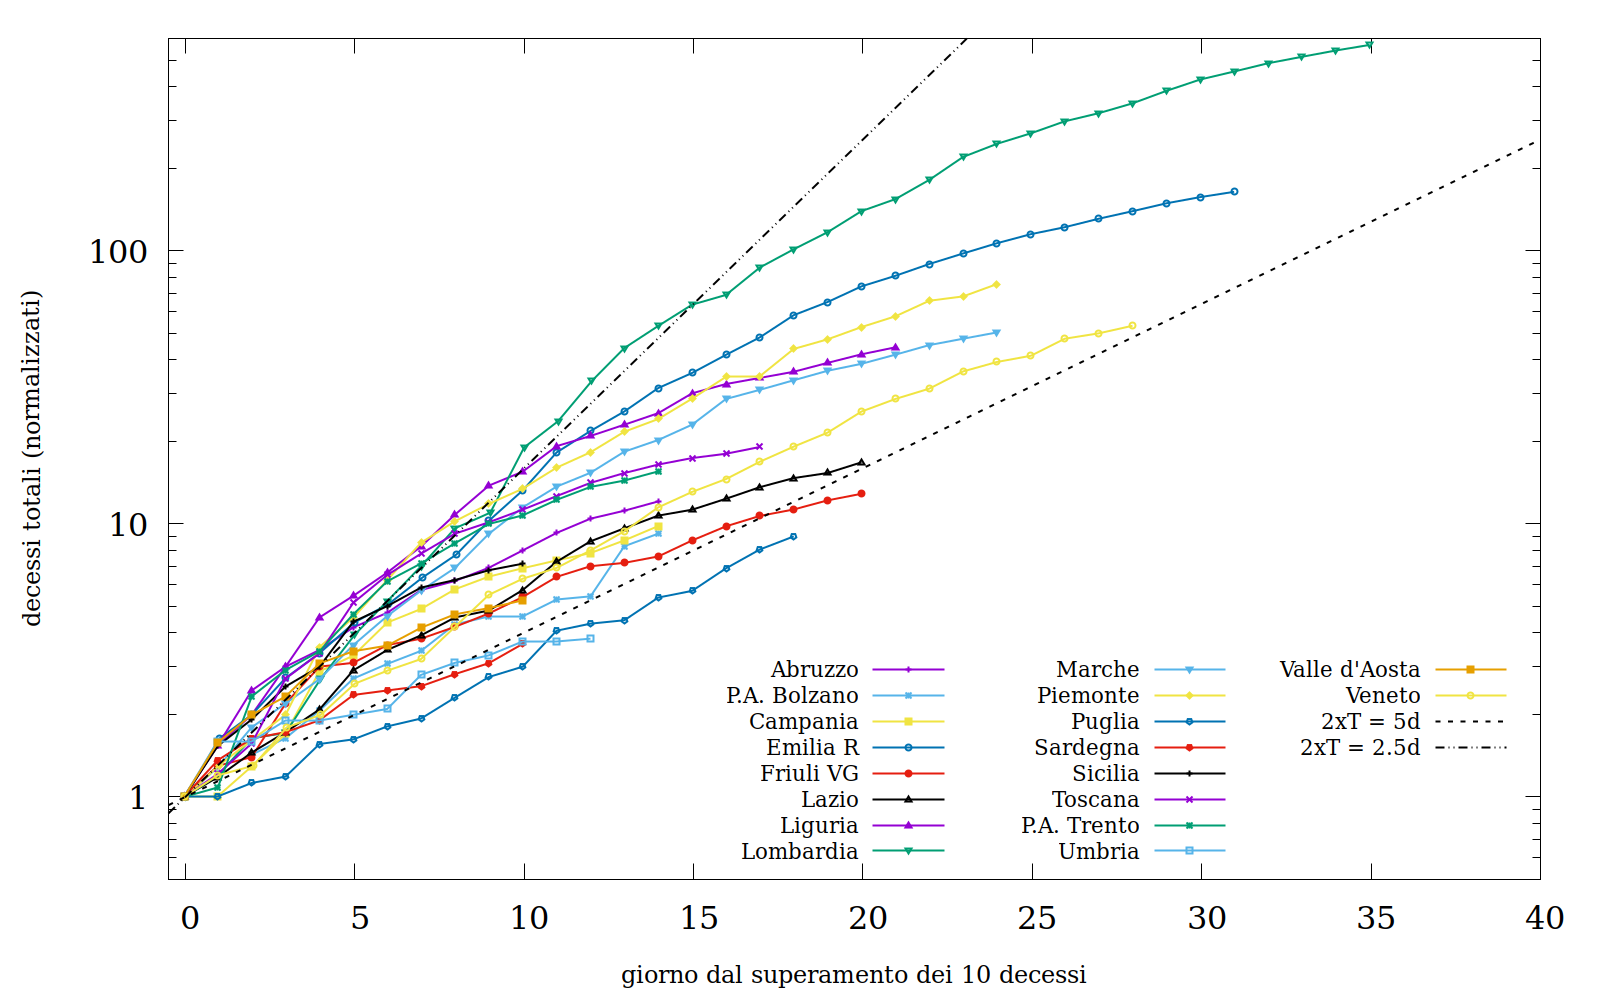 decessi totali (normalizzati)
100
10
1
Abruzzo
P.A. Bolzano
Campania
Emilia R
Friuli VG
Lazio
Liguria
Lombardia
Marche
Piemonte
Puglia
Sardegna
Sicilia
Toscana
P.A. Trento
Umbria
Valle d'Aosta
Veneto
2xT = 5d
2xT = 2.5d
0 5 10 15 20 25 30 35 40
giorno dal superamento dei 10 decessi